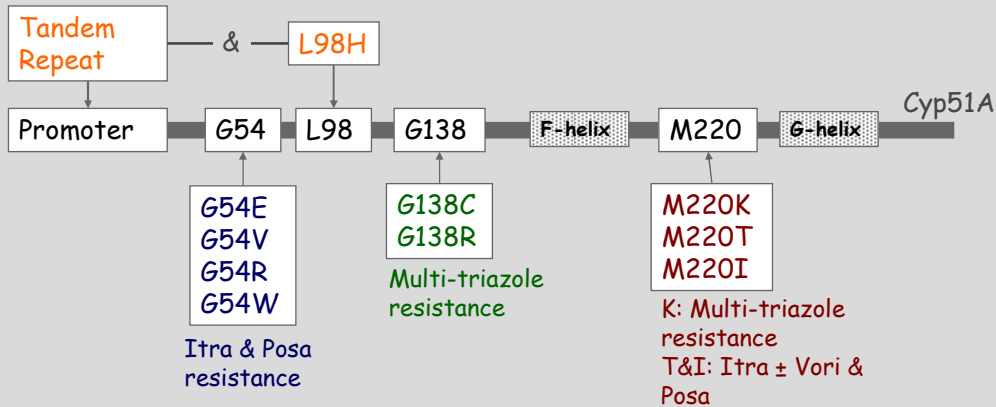 Tandem
Repeat
&
L98H
Cyp51A
Promoter
G54
L98
G138
F-helix
M220
G-helix
G54E
G54V
G54R
G54W
Itra & Posa
resistance
G138C
G138R
Multi-triazole
resistance
M220K
M220T
M220I
K: Multi-triazole
resistance
T&I: Itra ± Vori &
Posa